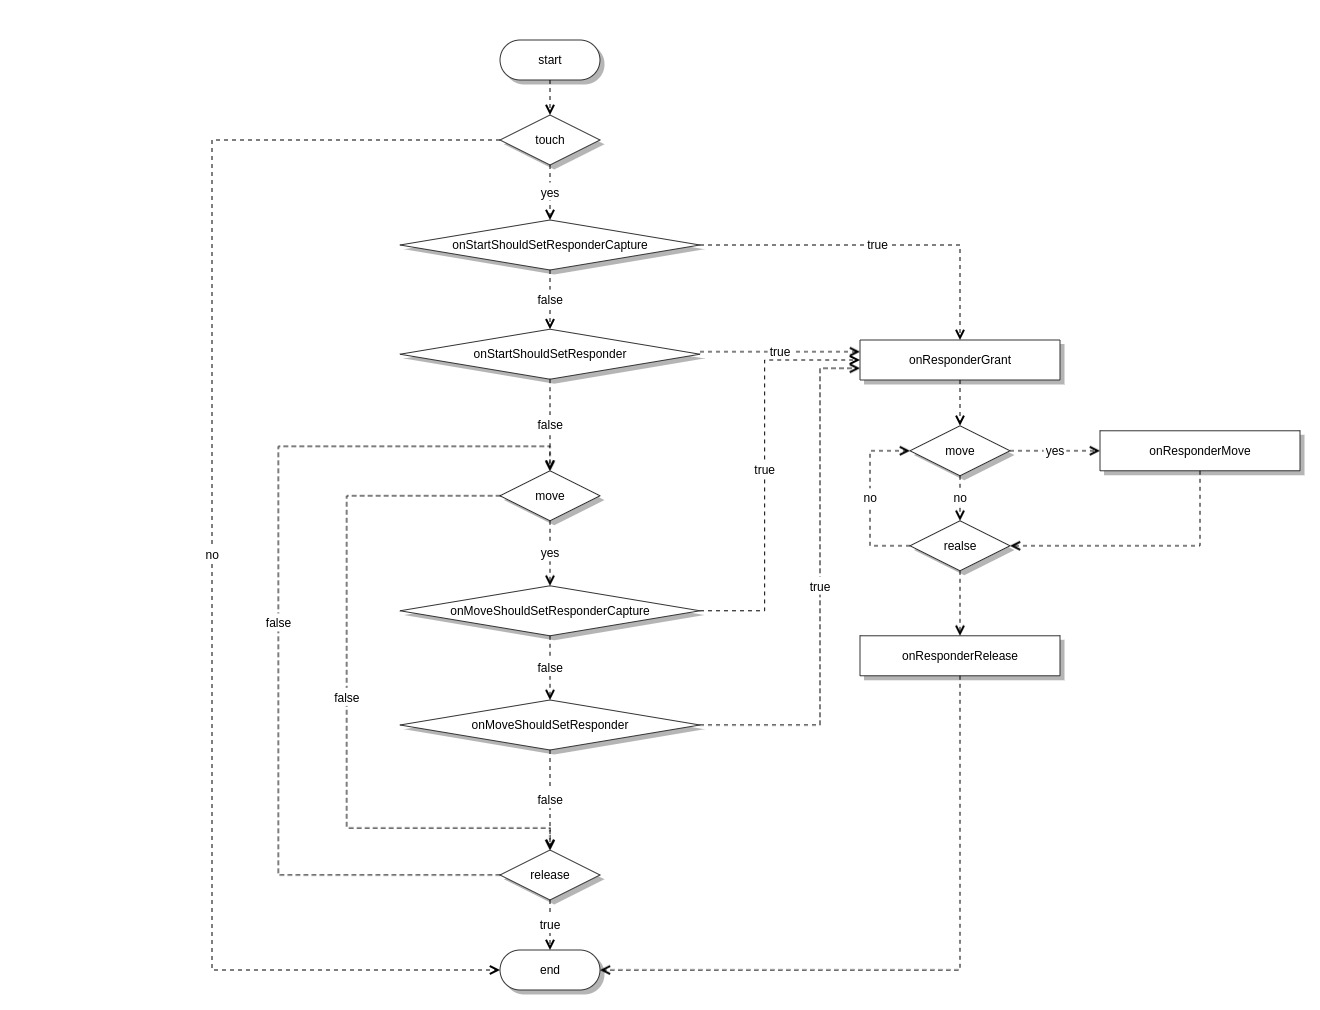 start
touch
yes
onStartShouldSetResponderCapture
true
false
onStartShouldSetResponder
true
onResponderGrant
false
move
yes
onResponderMove
true
no
no
move
realse
yes
no
true
onMoveShouldSetResponderCapture
false
onResponderRelease
false
false
onMoveShouldSetResponder
false
release
true
end